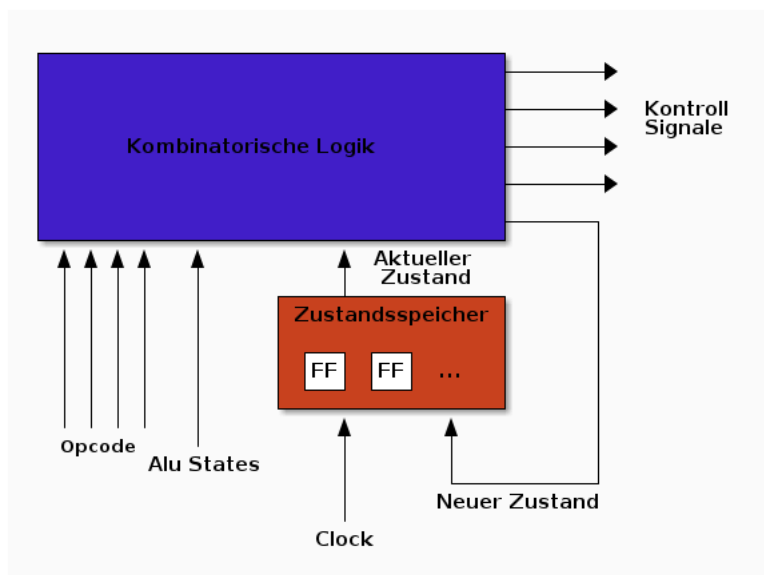 Kontroll
Signale
Kombinatorische Logik
Aktueller
Zustand
Zustandsspeicher
FF FF ...
Opcode
Alu States
Neuer Zustand
Clock